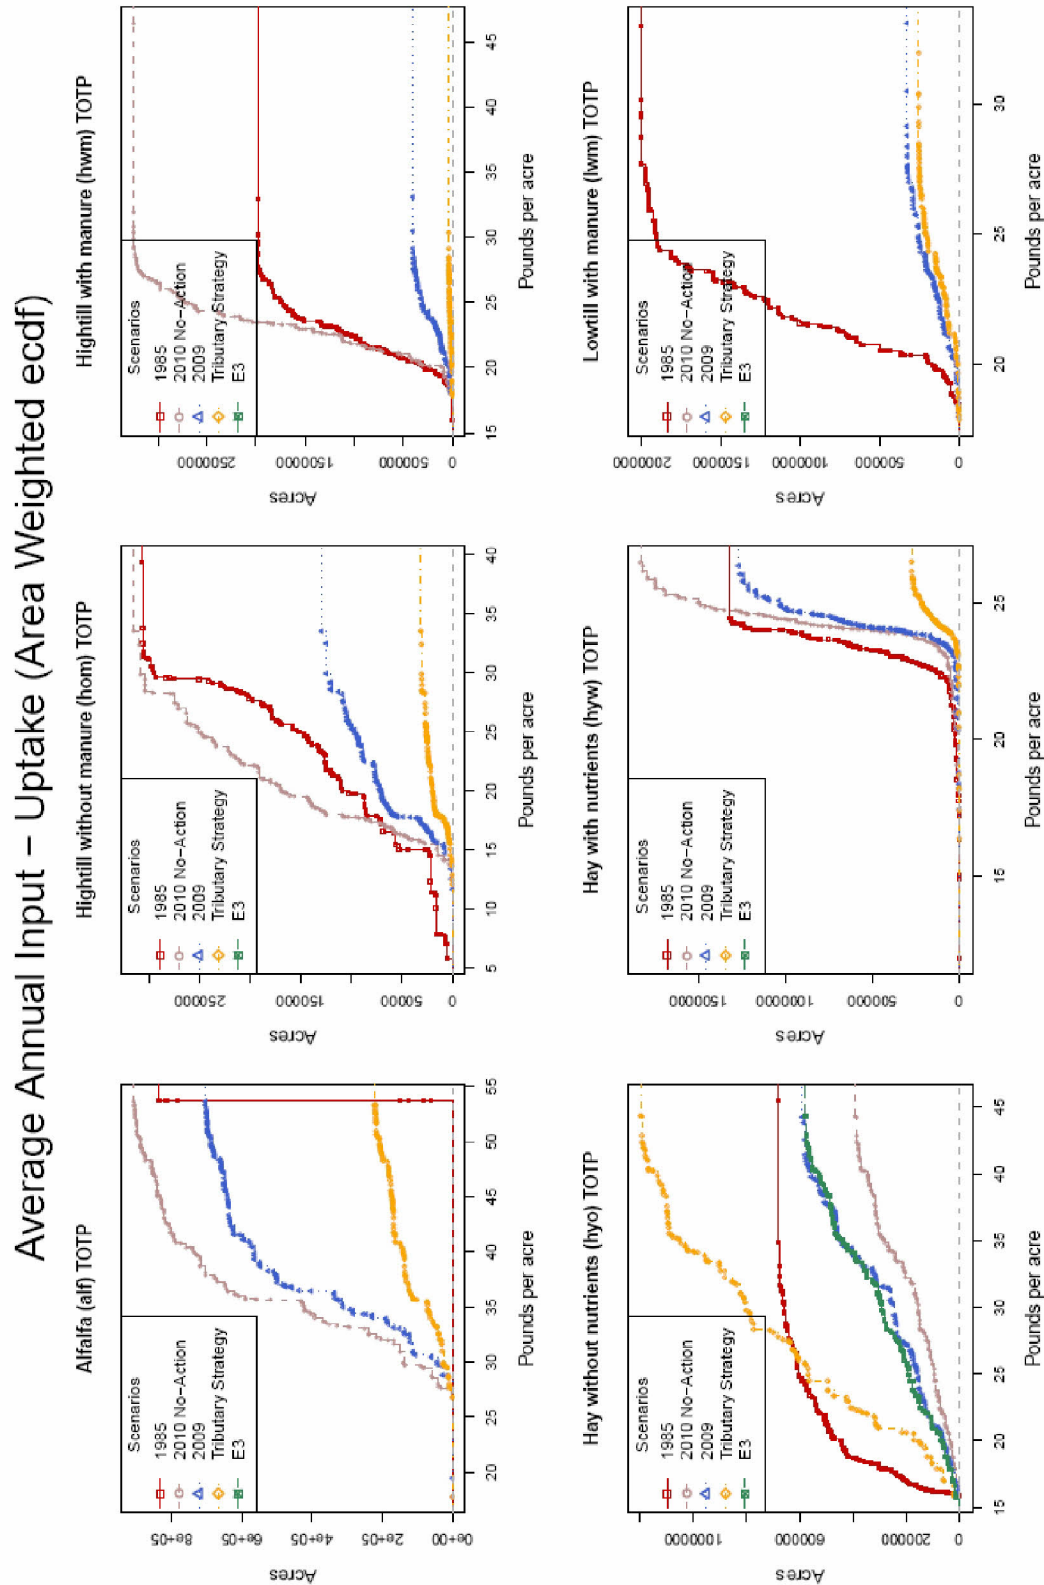 Average Annual Input – Uptake (Area Weighted ecdf)
Alfalfa (alf) TOTP
Acres
0e+00 2e+05 4e+05 6e+05 8e+05
Scenarios
1985
2010 No−Action
2009
Tributary Strategy
E3
20 25 30 35 40 45 50 55
Pounds per acre
Hightill without manure (hom) TOTP
Acres
0 500000 1500000 2500000
Scenarios
1985
2010 No−Action
2009
Tributary Strategy
E3
5 10 15 20 25 30 35 40
Pounds per acre
Hightill with manure (hwm) TOTP
Acres
0 500000 1500000 2500000
Scenarios
1985
2010 No−Action
2009
Tributary Strategy
E3
15 20 25 30 35 40 45
Pounds per acre
Hay without nutrients (hyo) TOTP
Acres
0 200000 600000 1000000
Scenarios
1985
2010 No−Action
2009
Tributary Strategy
E3
15 20 25 30 35 40 45
Pounds per acre
Hay with nutrients (hyw) TOTP
Acres
0 500000 1000000 1500000
Scenarios
1985
2010 No−Action
2009
Tributary Strategy
E3
15 20 25
Pounds per acre
Lowtill with manure (lwm) TOTP
Acres
0 500000 1000000 1500000 2000000
Scenarios
1985
2010 No−Action
2009
Tributary Strategy
E3
20 25 30
Pounds per acre